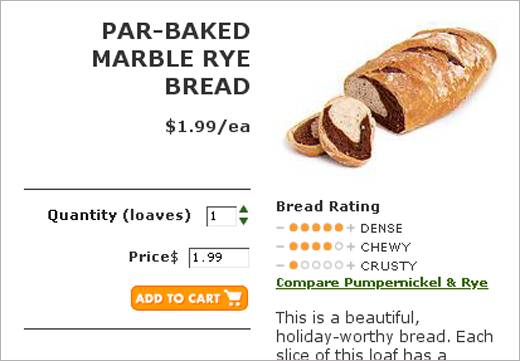 PAR-BAKED
MARBLE RYE
BREAD
$1.99/ea
Quantity (loaves) 1
Price$ 1.99
ADD TO CART
Bread Rating
- + DENSE
- + CHEWY
- + CRUSTY
Compare Pumpernickel & Rye
This is a beautiful,
holiday-worthy bread. Each
slice of this loaf has a